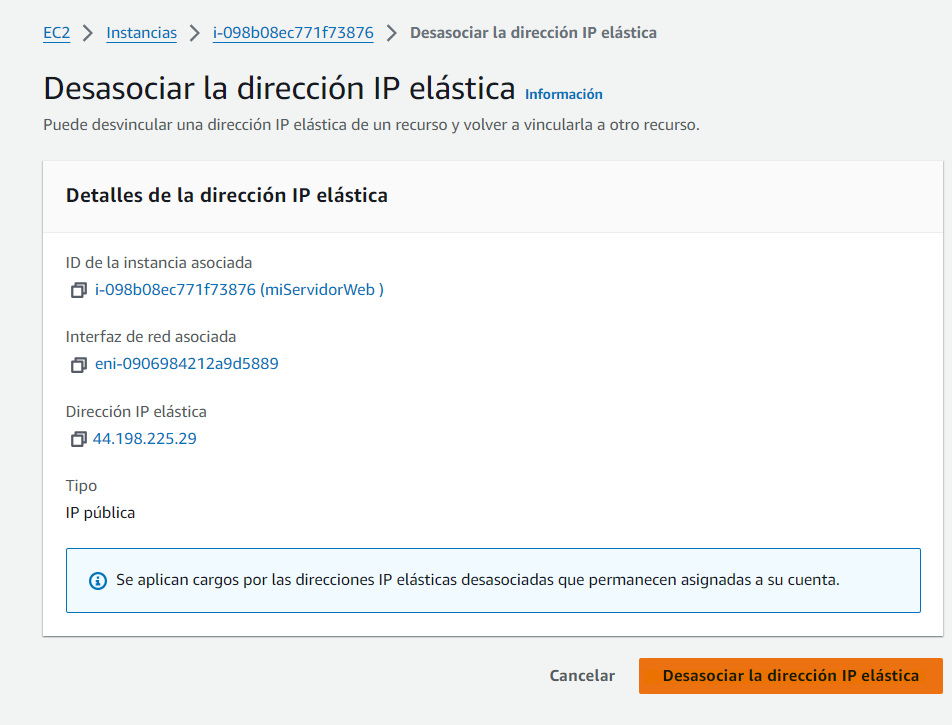 EC2 > Instancias > i-098b08ec771f73876 > Desasociar la dirección IP elástica
Desasociar la dirección IP elástica Información
Puede desvincular una dirección IP elástica de un recurso y volver a vincularla a otro recurso.
Detalles de la dirección IP elástica
ID de la instancia asociada
i-098b08ec771f73876 (miServidorWeb )
Interfaz de red asociada
eni-0906984212a9d5889
Dirección IP elástica
44.198.225.29
Tipo
IP pública
Se aplican cargos por las direcciones IP elásticas desasociadas que permanecen asignadas a su cuenta.
Cancelar Desasociar la dirección IP elástica